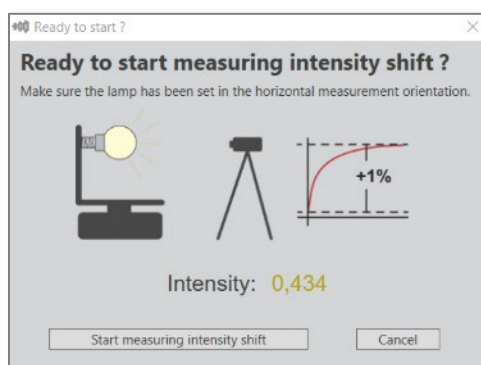 Ready to start ?
Ready to start measuring intensity shift ?
Make sure the lamp has been set in the horizontal measurement orientation.
+1%
Intensity: 0,434
Start measuring intensity shift Cancel